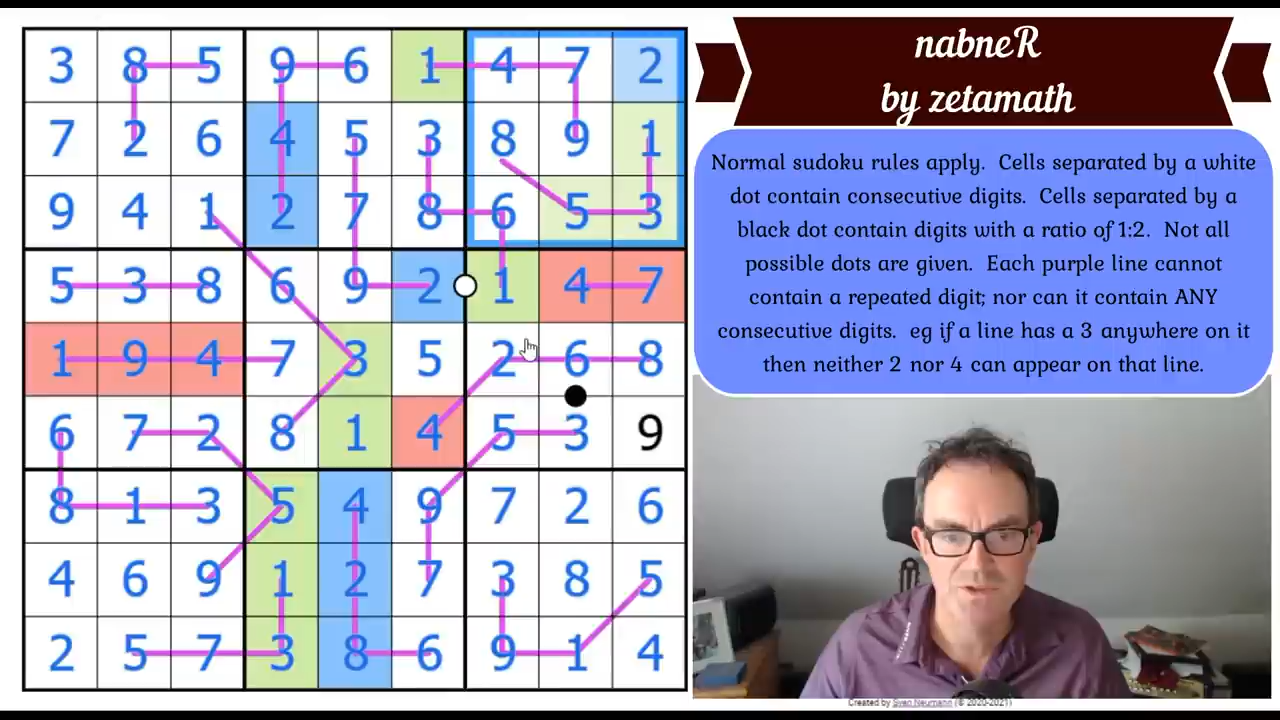 nabneR
by zetamath
Normal sudoku rules apply. Cells separated by a white
dot contain consecutive digits. Cells separated by a
black dot contain digits with a ratio of 1:2. Not all
possible dots are given. Each purple line cannot
contain a repeated digit; nor can it contain ANY
consecutive digits. eg if a line has a 3 anywhere on it
then neither 2 nor 4 can appear on that line.
3 8 5 9 6 1 4 7 2
7 2 6 4 5 3 8 9 1
9 4 1 2 7 8 6 5 3
5 3 8 6 9 2 1 4 7
1 9 4 7 3 5 2 6 8
6 7 2 8 1 4 5 3 9
8 1 3 5 4 9 7 2 6
4 6 9 1 2 7 3 8 5
2 5 7 3 8 6 9 1 4
Created by Sven Neumann (© 2020-2021)